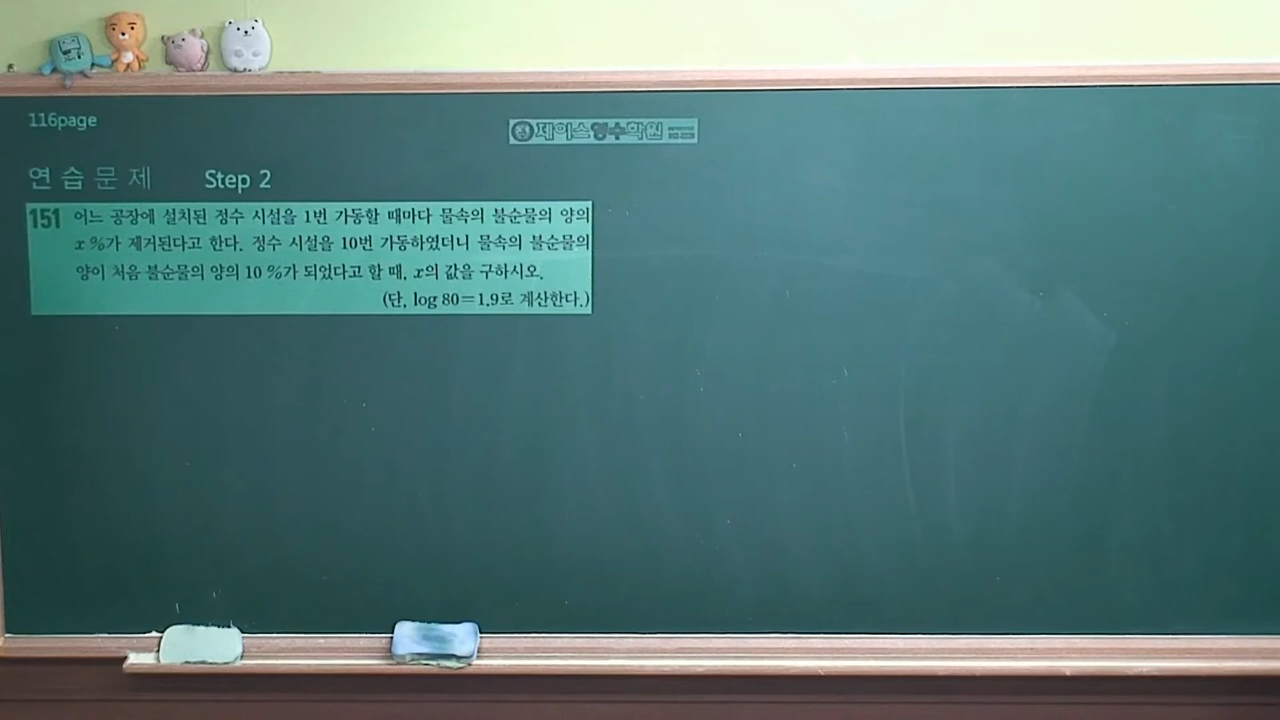 116page
제이스영수학원
연습문제 Step 2
151 어느 공장에 설치된 정수 시설을 1번 가동할 때마다 물속의 불순물의 양의
x %가 제거된다고 한다. 정수 시설을 10번 가동하였더니 물속의 불순물의
양이 처음 불순물의 양의 10 %가 되었다고 할 때, x의 값을 구하시오.
(단, log 80=1.9로 계산한다.)